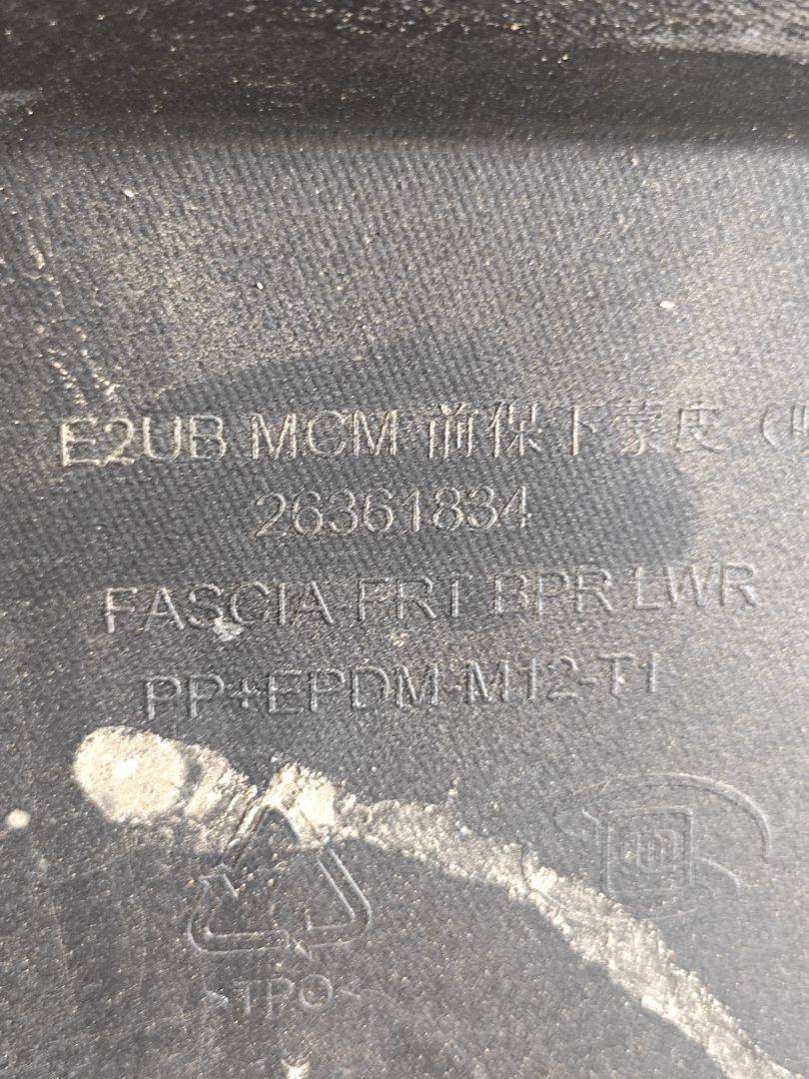 E2UB MCM 前保下蒙皮（
26361834
FASCIA-FRT BPR LWR
PP+EPDM-M12-T1
>TPO<